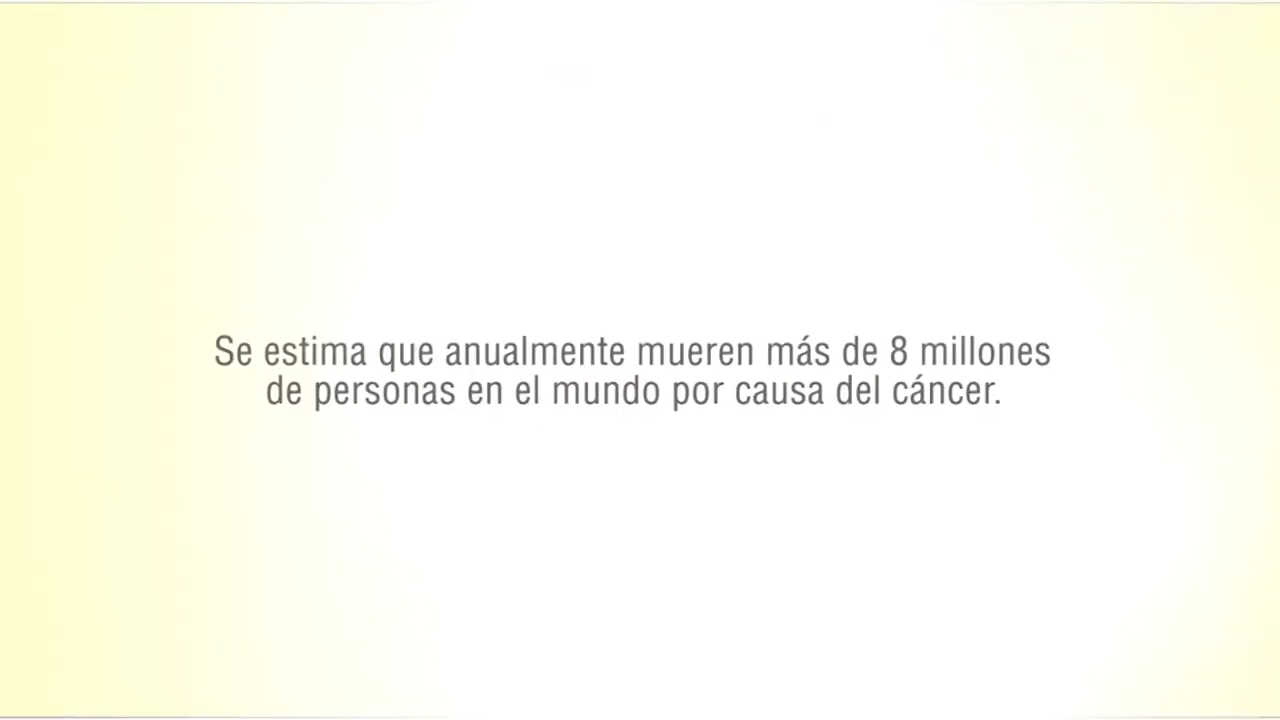 Se estima que anualmente mueren más de 8 millones
de personas en el mundo por causa del cáncer.